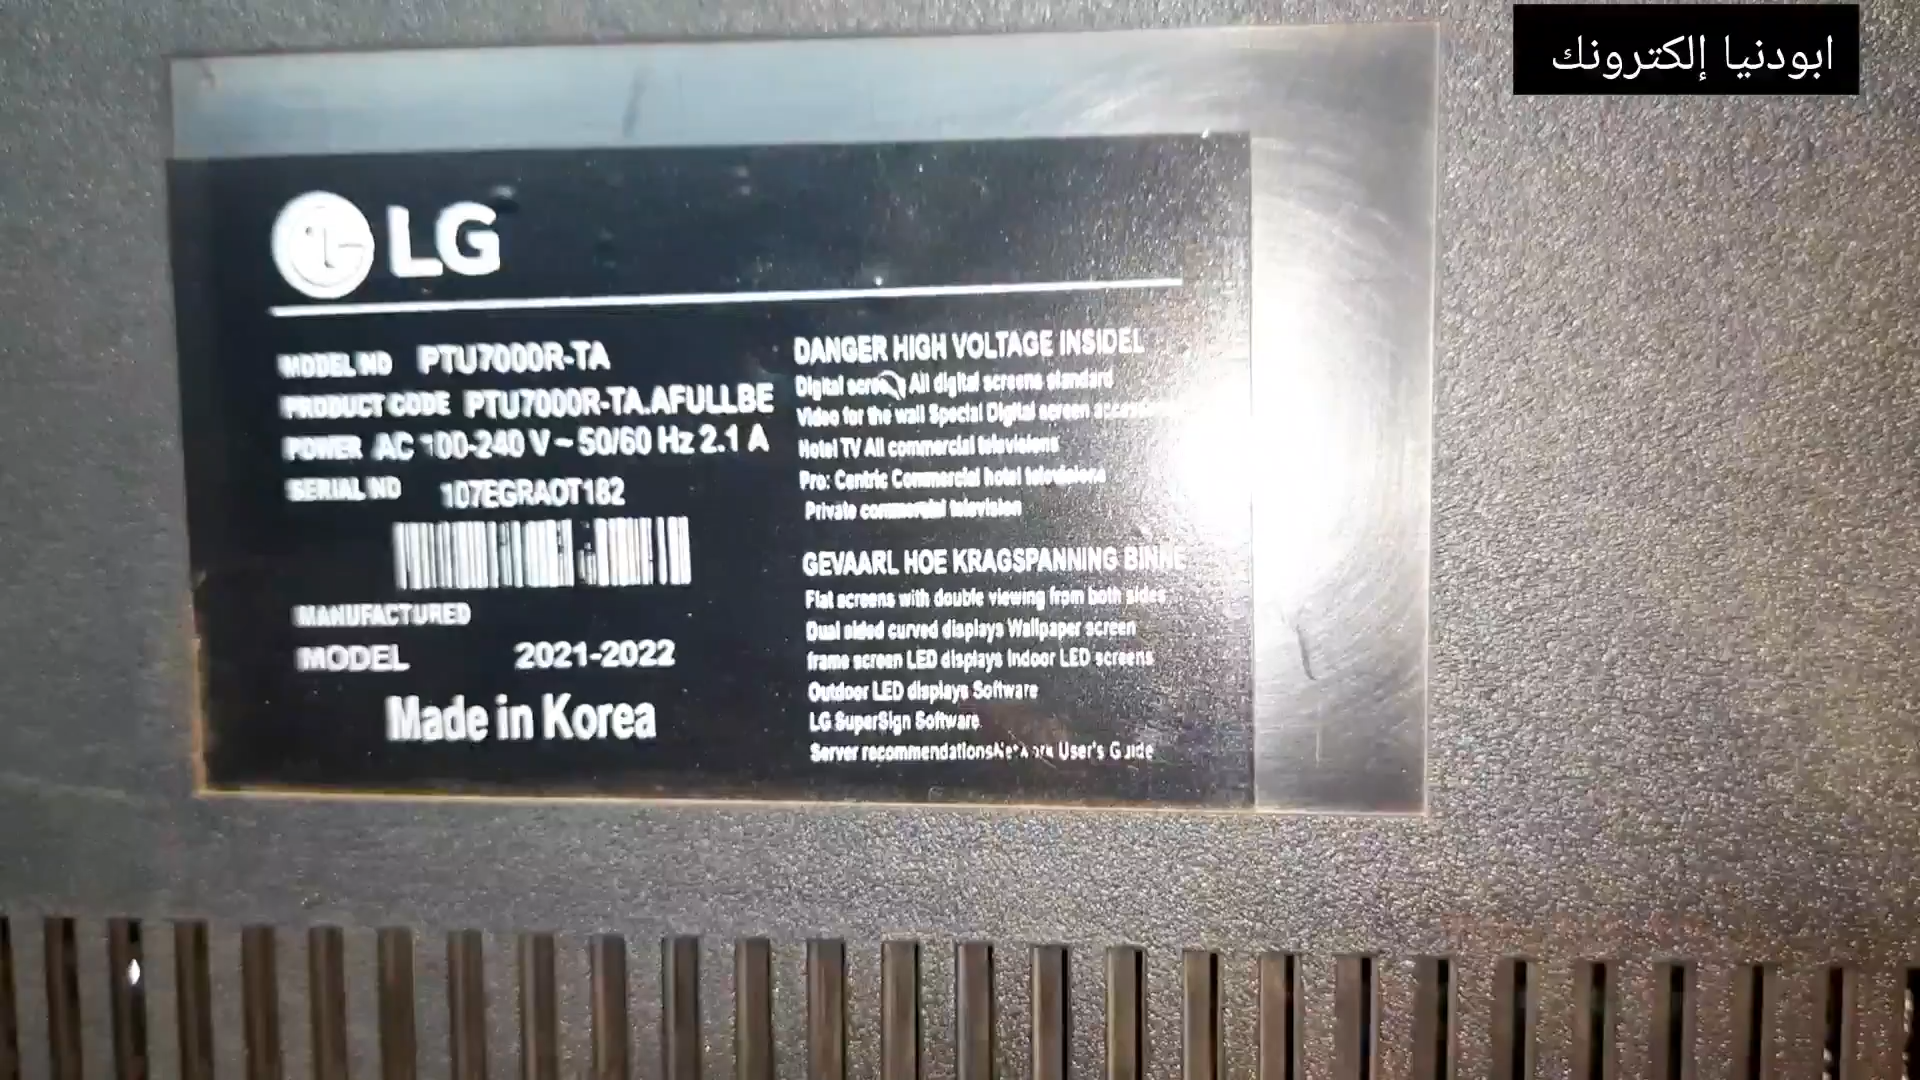 ابودنيا إلكترونك
LG
MODEL NO PTU7000R-TA
PRODUCT CODE PTU7000R-TA.AFULLBE
POWER AC 100-240 V ~ 50/60 Hz 2.1 A
SERIAL NO 107EGRAOT182
MANUFACTURED
MODEL 2021-2022
Made in Korea
DANGER HIGH VOLTAGE INSIDEL
Digital screen All digital screens standard
Video for the wall Special Digital screen
Hotel TV All commercial televisions
Pro: Centric Commercial hotel televisions
Private commercial television
GEVAARL HOE KRAGSPANNING BINNE
Flat screens with double viewing from both sides
Dual sided curved displays Wallpaper screen
frame screen LED displays Indoor LED screens
Outdoor LED displays Software
LG SuperSign Software
Server recommendationsNetwork User's Guide